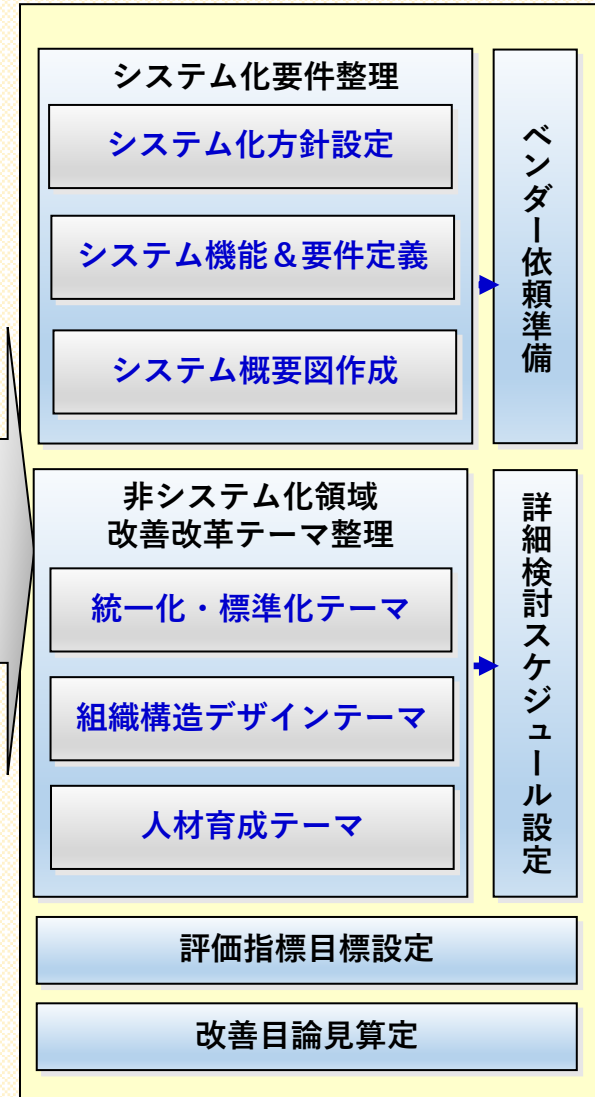 システム化要件整理
システム化方針設定
システム機能＆要件定義
システム概要図作成
ベンダー依頼準備
非システム化領域
改善改革テーマ整理
統一化・標準化テーマ
組織構造デザインテーマ
人材育成テーマ
詳細検討スケジュール設定
評価指標目標設定
改善目論見算定